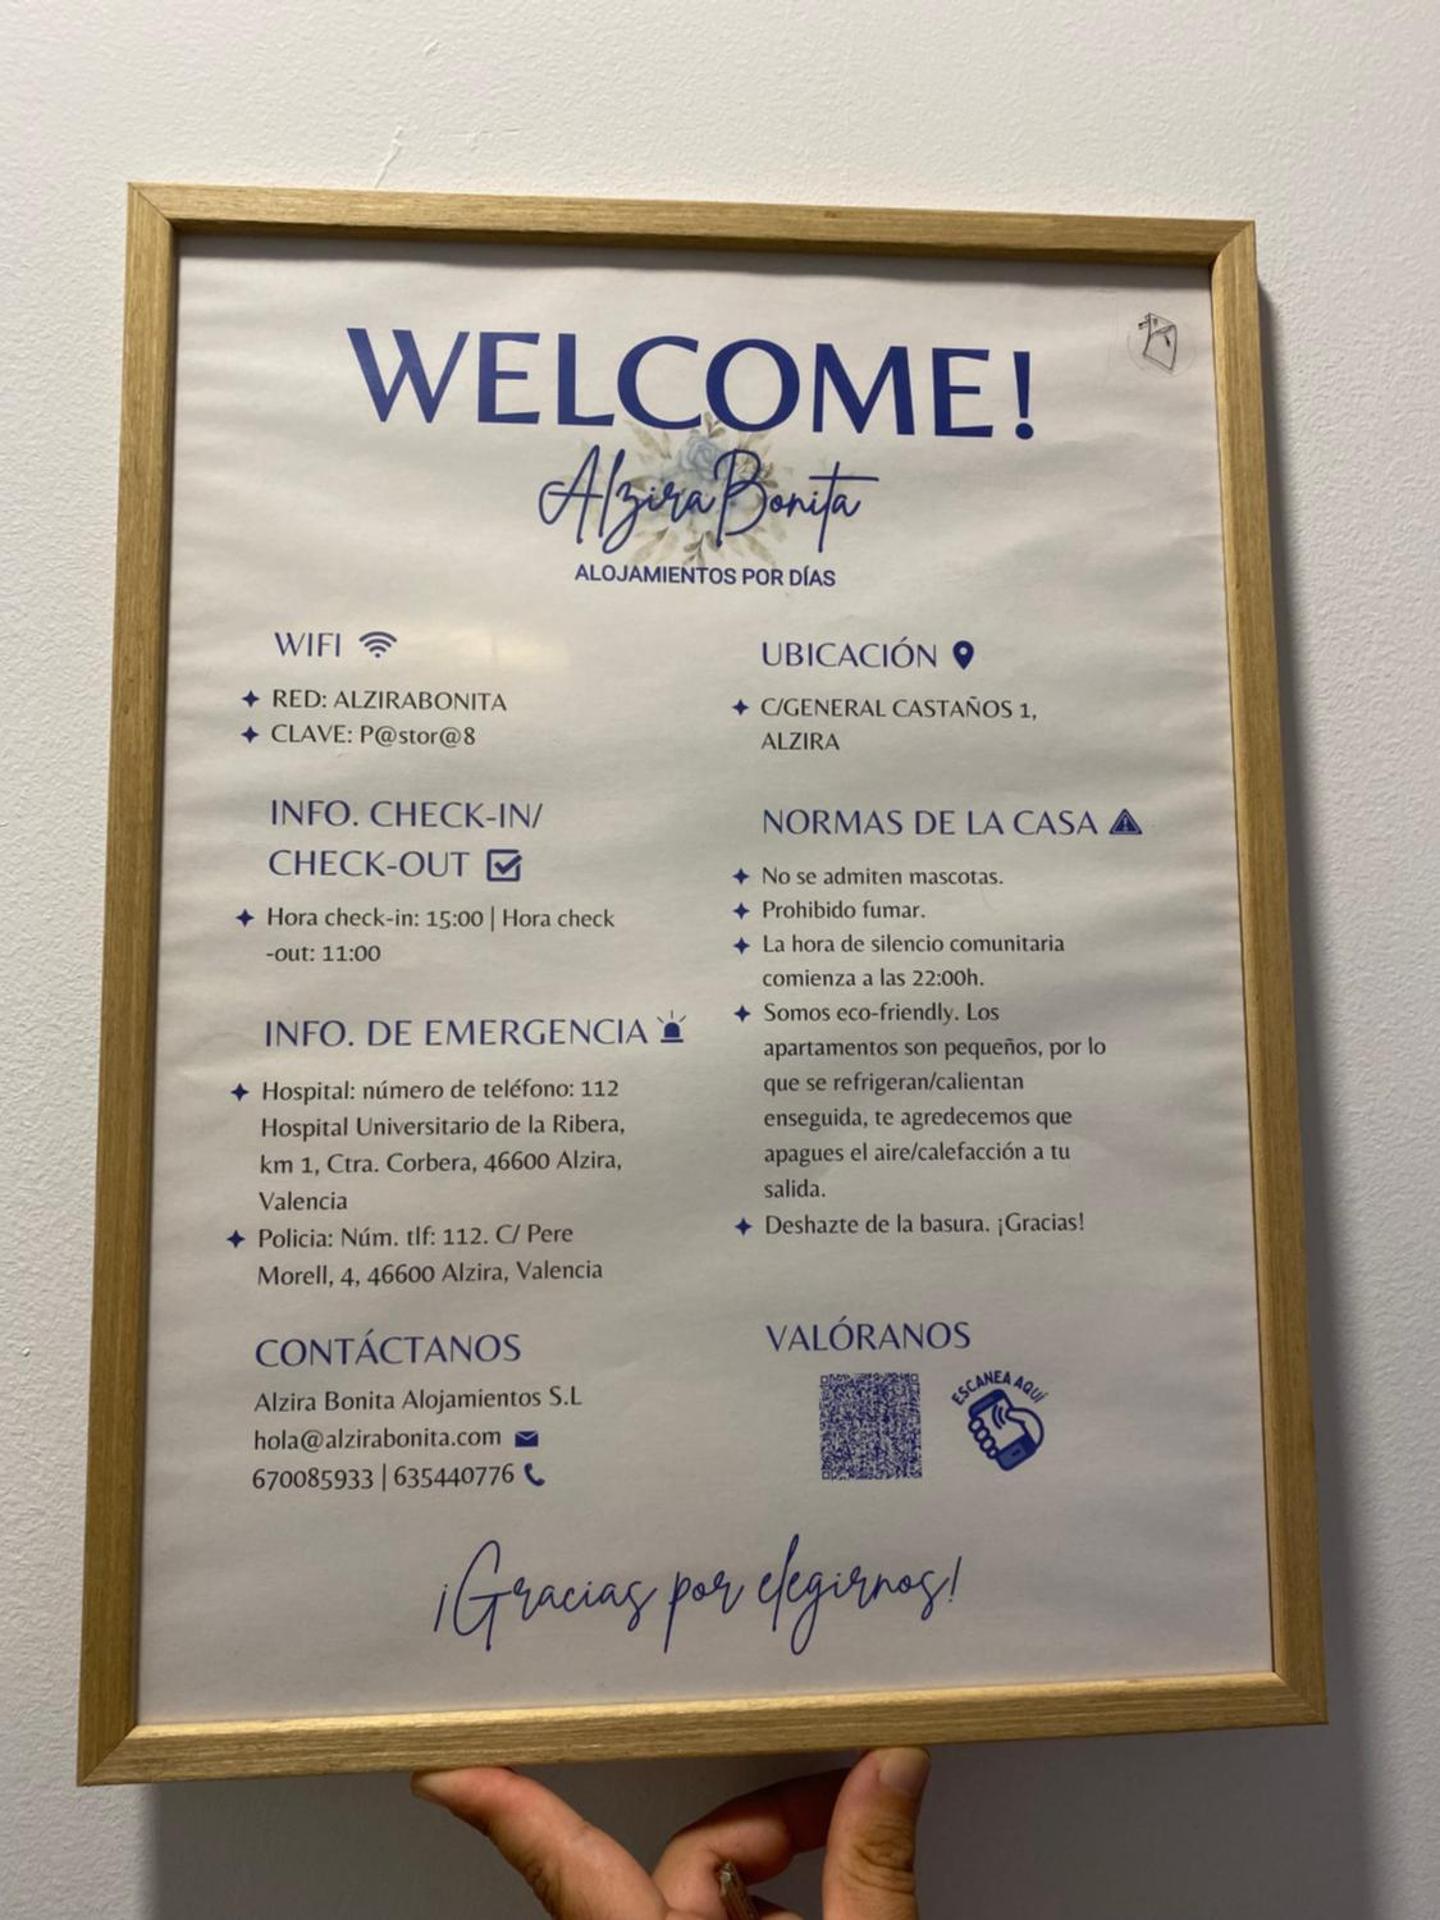 WELCOME!
Alzira Bonita
ALOJAMIENTOS POR DÍAS
WIFI
RED: ALZIRABONITA
CLAVE: P@stor@8
INFO. CHECK-IN/
CHECK-OUT
Hora check-in: 15:00 | Hora check
-out: 11:00
INFO. DE EMERGENCIA
Hospital: número de teléfono: 112
Hospital Universitario de la Ribera,
km 1, Ctra. Corbera, 46600 Alzira,
Valencia
Policia: Núm. tlf: 112. C/ Pere
Morell, 4, 46600 Alzira, Valencia
CONTÁCTANOS
Alzira Bonita Alojamientos S.L
hola@alzirabonita.com
670085933 | 635440776
UBICACIÓN
C/GENERAL CASTAÑOS 1,
ALZIRA
NORMAS DE LA CASA
No se admiten mascotas.
Prohibido fumar.
La hora de silencio comunitaria
comienza a las 22:00h.
Somos eco-friendly. Los
apartamentos son pequeños, por lo
que se refrigeran/calientan
enseguida, te agredecemos que
apagues el aire/calefacción a tu
salida.
Deshazte de la basura. ¡Gracias!
VALÓRANOS
ESCANEA AQUÍ
¡Gracias por elegirnos!